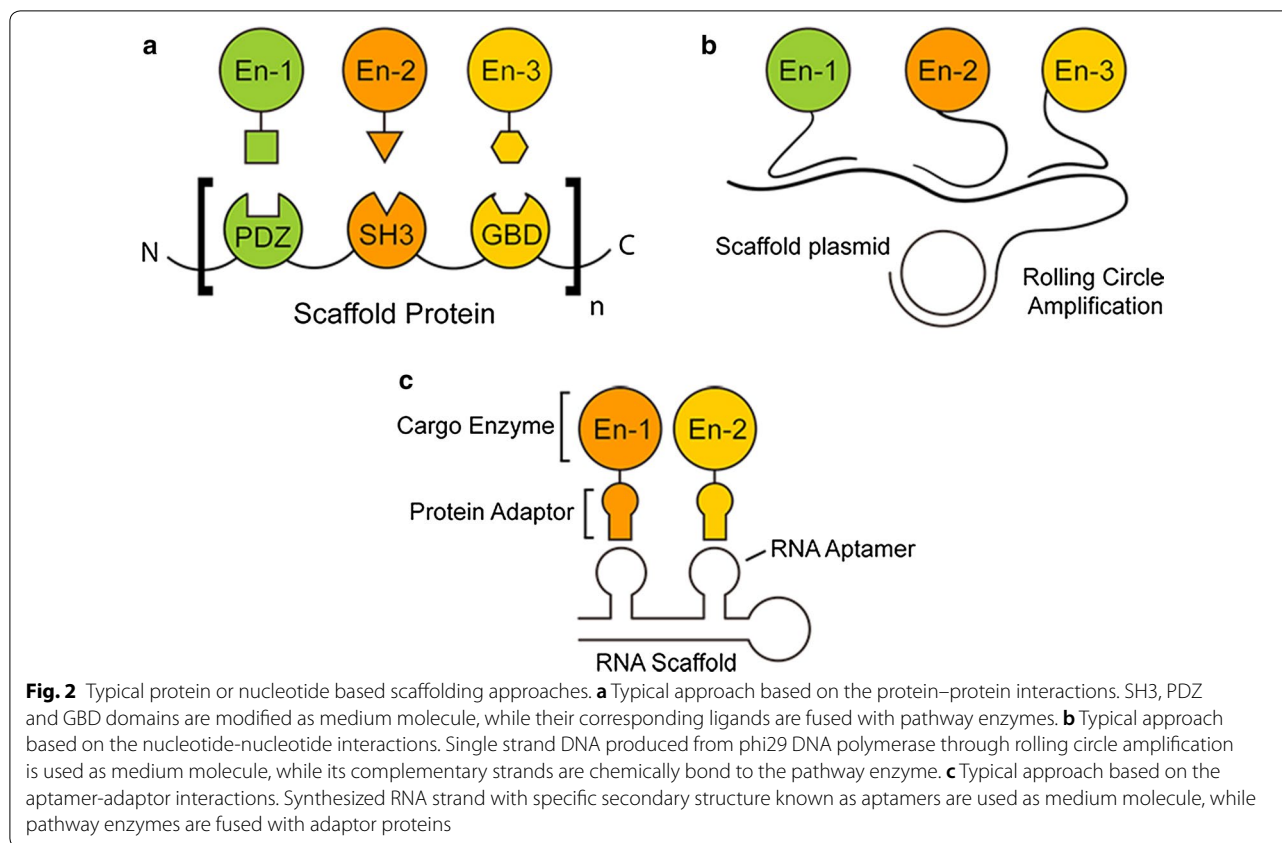 a
En-1 En-2 En-3
PDZ SH3 GBD
N C
n
Scaffold Protein
b
En-1 En-2 En-3
Scaffold plasmid
Rolling Circle
Amplification
c
Cargo Enzyme
En-1 En-2
Protein Adaptor
RNA Aptamer
RNA Scaffold
Fig. 2 Typical protein or nucleotide based scaffolding approaches. a Typical approach based on the protein–protein interactions. SH3, PDZ
and GBD domains are modified as medium molecule, while their corresponding ligands are fused with pathway enzymes. b Typical approach
based on the nucleotide-nucleotide interactions. Single strand DNA produced from phi29 DNA polymerase through rolling circle amplification
is used as medium molecule, while its complementary strands are chemically bond to the pathway enzyme. c Typical approach based on the
aptamer-adaptor interactions. Synthesized RNA strand with specific secondary structure known as aptamers are used as medium molecule, while
pathway enzymes are fused with adaptor proteins